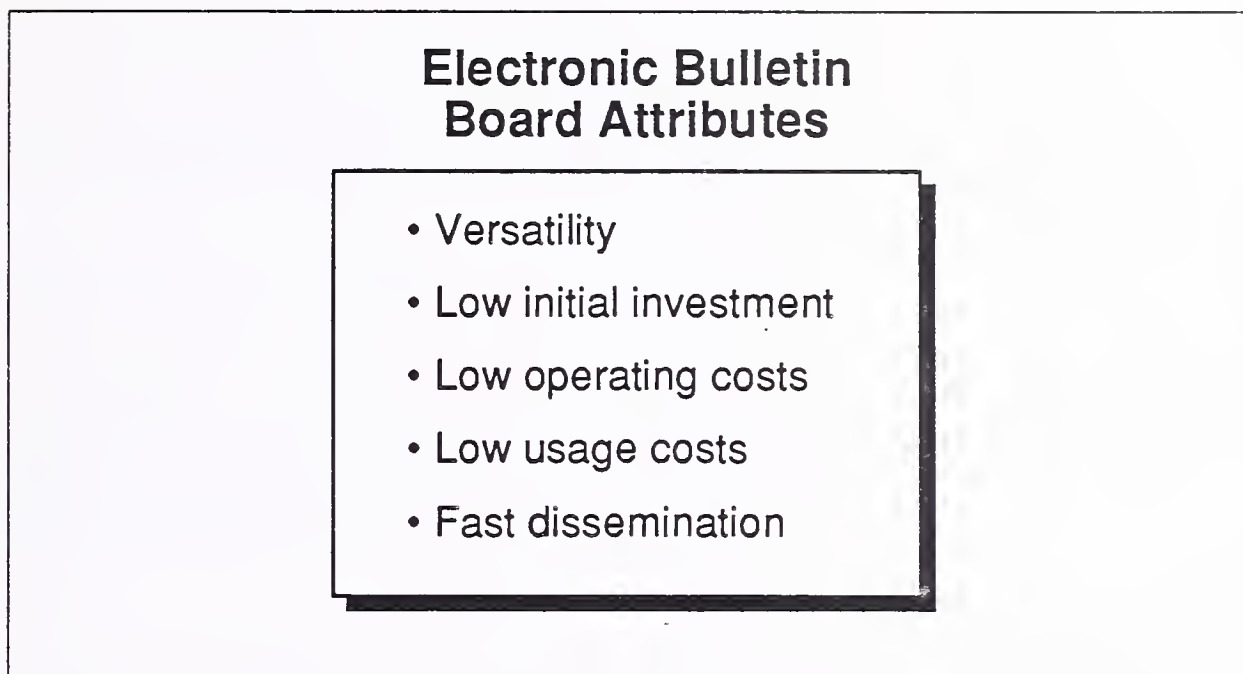 Electronic Bulletin
Board Attributes
• Versatility
• Low initial investment
• Low operating costs
• Low usage costs
• Fast dissemination